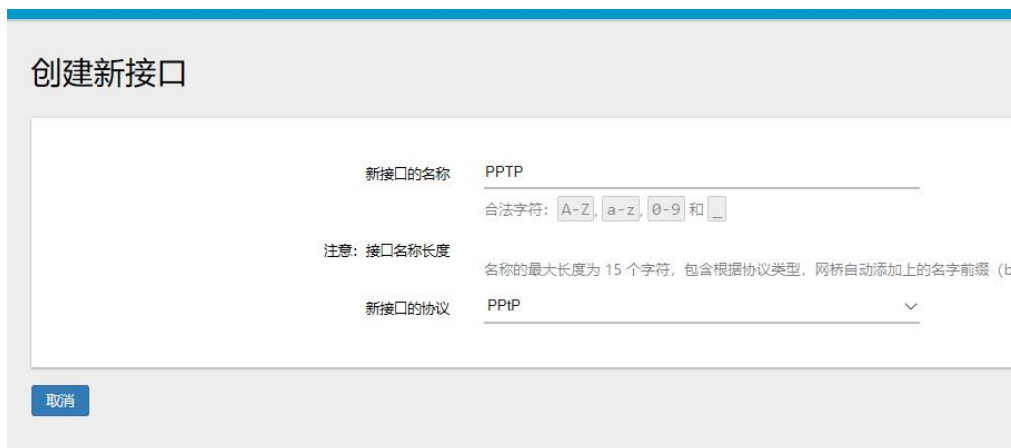 创建新接口
新接口的名称 PPTP
合法字符: A-Z, a-z, 0-9 和 _
注意: 接口名称长度
名称的最大长度为 15 个字符, 包含根据协议类型, 网桥自动添加上的名字前缀 (b
新接口的协议 PPtP
取消